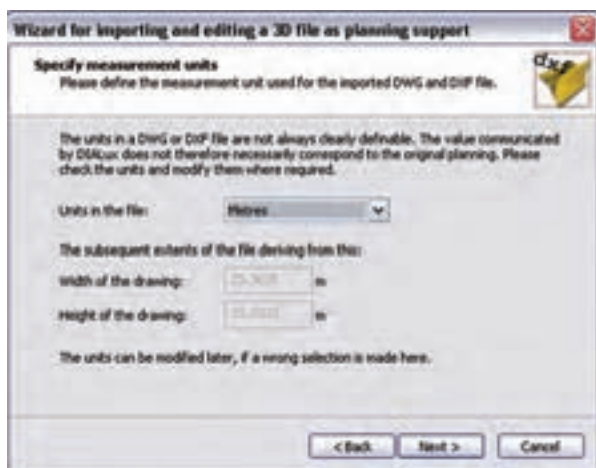 Wizard for importing and editing a 3D file as planning support
Specify measurement units
Please define the measurement unit used for the imported DWG and DXF file.
dxf
The units in a DWG or DXF file are not always clearly definable. The value communicated
by DIALux does not therefore necessarily correspond to the original planning. Please
check the units and modify them where required.
Units in the file: Metres
The subsequent extents of the file deriving from this:
Width of the drawing: m
Height of the drawing: m
The units can be modified later, if a wrong selection is made here.
< Back Next > Cancel